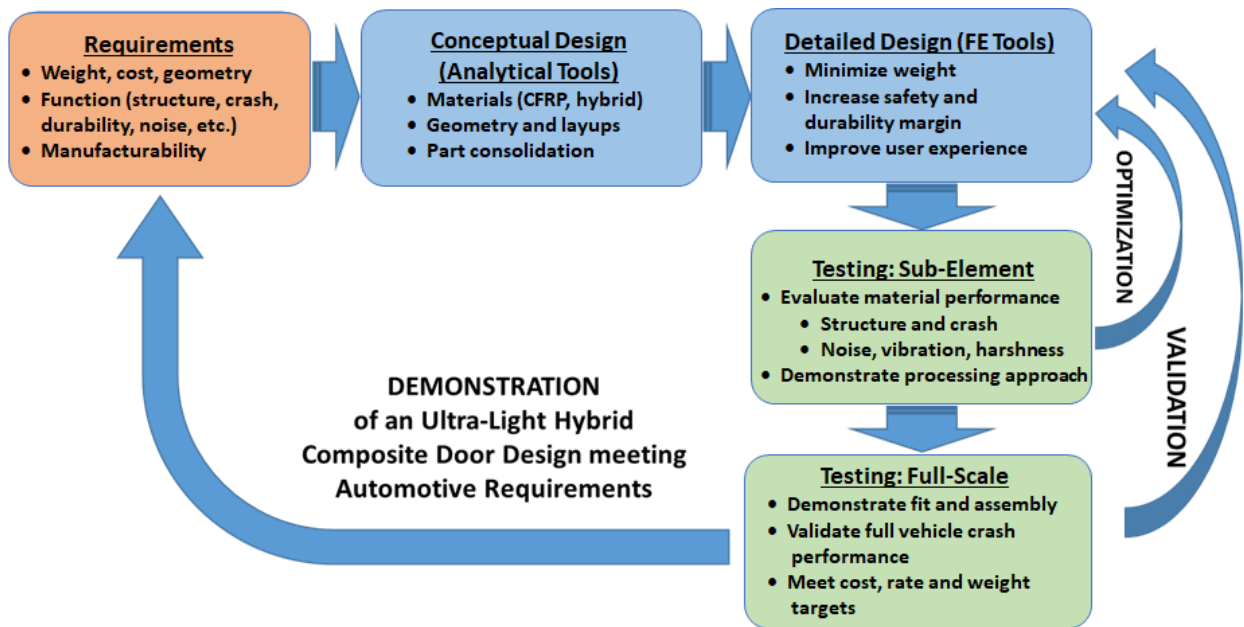 Requirements
• Weight, cost, geometry
• Function (structure, crash,
durability, noise, etc.)
• Manufacturability
Conceptual Design
(Analytical Tools)
• Materials (CFRP, hybrid)
• Geometry and layups
• Part consolidation
Detailed Design (FE Tools)
• Minimize weight
• Increase safety and
durability margin
• Improve user experience
OPTIMIZATION
VALIDATION
Testing: Sub-Element
• Evaluate material performance
• Structure and crash
• Noise, vibration, harshness
• Demonstrate processing approach
DEMONSTRATION
of an Ultra-Light Hybrid
Composite Door Design meeting
Automotive Requirements
Testing: Full-Scale
• Demonstrate fit and assembly
• Validate full vehicle crash
performance
• Meet cost, rate and weight
targets